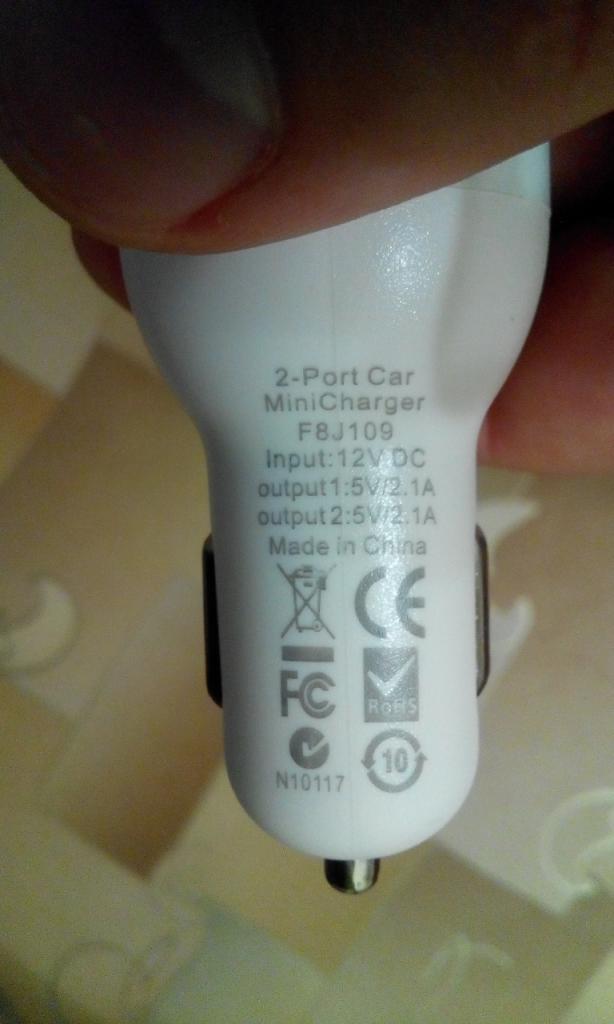 2-Port Car
MiniCharger
F8J109
Input:12V DC
output1:5V/2.1A
output2:5V/2.1A
Made in China
CE
FC
RoHS
10
N10117